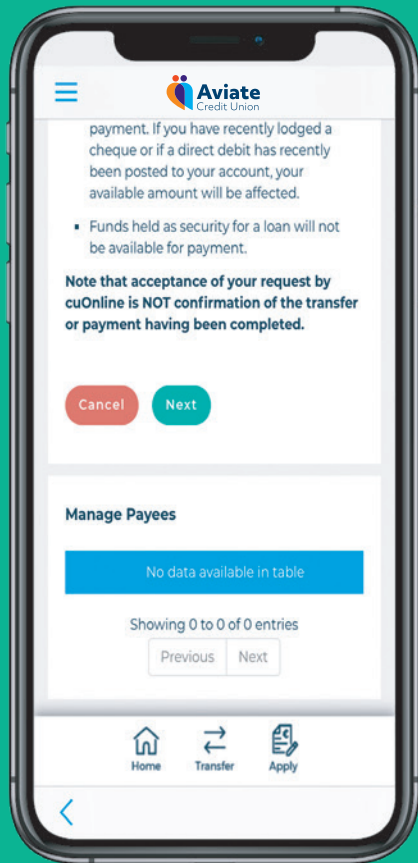 Aviate
Credit Union
payment. If you have recently lodged a
cheque or if a direct debit has recently
been posted to your account, your
available amount will be affected.
▪ Funds held as security for a loan will not
be available for payment.
Note that acceptance of your request by
cuOnline is NOT confirmation of the transfer
or payment having been completed.
Cancel Next
Manage Payees
No data available in table
Showing 0 to 0 of 0 entries
Previous Next
Home Transfer Apply